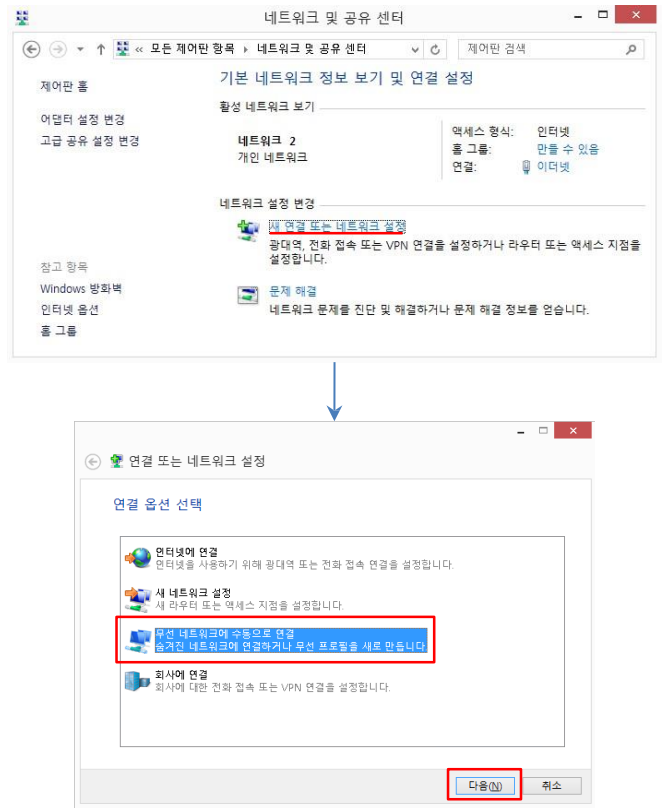 네트워크 및 공유 센터
« 모든 제어판 항목 ▸ 네트워크 및 공유 센터
제어판 검색
제어판 홈
어댑터 설정 변경
고급 공유 설정 변경
기본 네트워크 정보 보기 및 연결 설정
활성 네트워크 보기
네트워크 2
개인 네트워크
액세스 형식: 인터넷
홈 그룹: 만들 수 있음
연결: 이더넷
네트워크 설정 변경
새 연결 또는 네트워크 설정
광대역, 전화 접속 또는 VPN 연결을 설정하거나 라우터 또는 액세스 지점을
설정합니다.
문제 해결
네트워크 문제를 진단 및 해결하거나 문제 해결 정보를 얻습니다.
참고 항목
Windows 방화벽
인터넷 옵션
홈 그룹
연결 또는 네트워크 설정
연결 옵션 선택
인터넷에 연결
인터넷을 사용하기 위해 광대역 또는 전화 접속 연결을 설정합니다.
새 네트워크 설정
새 라우터 또는 액세스 지점을 설정합니다.
무선 네트워크에 수동으로 연결
숨겨진 네트워크에 연결하거나 무선 프로필을 새로 만듭니다.
회사에 연결
회사에 대한 전화 접속 또는 VPN 연결을 설정합니다.
다음(N)
취소